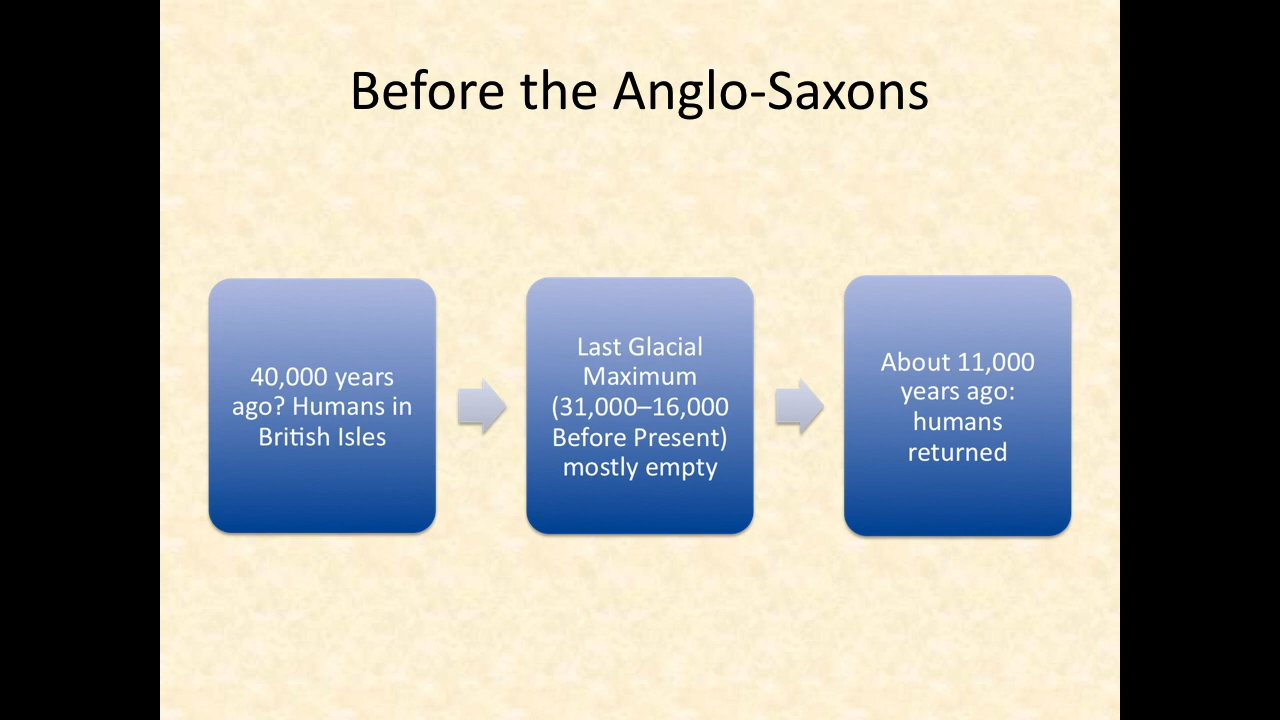 Before the Anglo-Saxons
40,000 years
ago? Humans in
British Isles
Last Glacial
Maximum
(31,000–16,000
Before Present)
mostly empty
About 11,000
years ago:
humans
returned